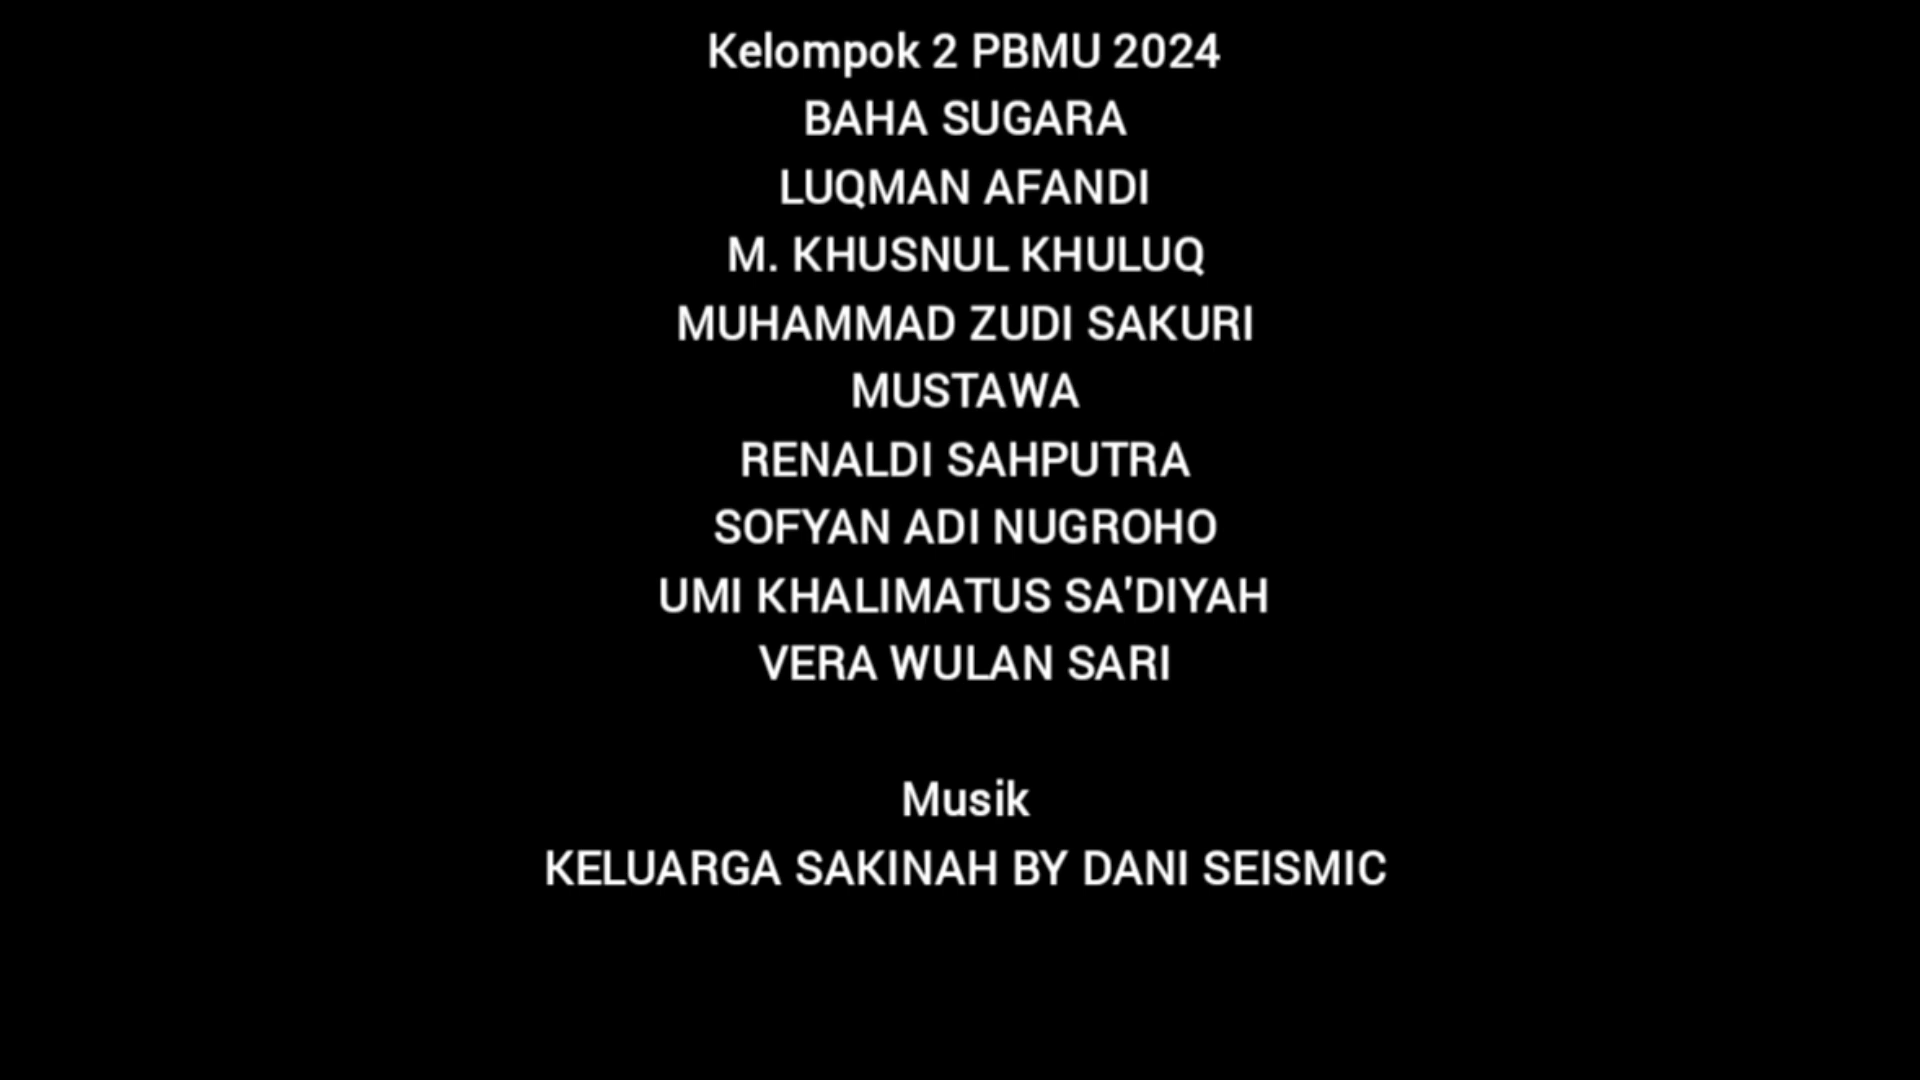 Kelompok 2 PBMU 2024
BAHA SUGARA
LUQMAN AFANDI
M. KHUSNUL KHULUQ
MUHAMMAD ZUDI SAKURI
MUSTAWA
RENALDI SAHPUTRA
SOFYAN ADI NUGROHO
UMI KHALIMATUS SA'DIYAH
VERA WULAN SARI
Musik
KELUARGA SAKINAH BY DANI SEISMIC